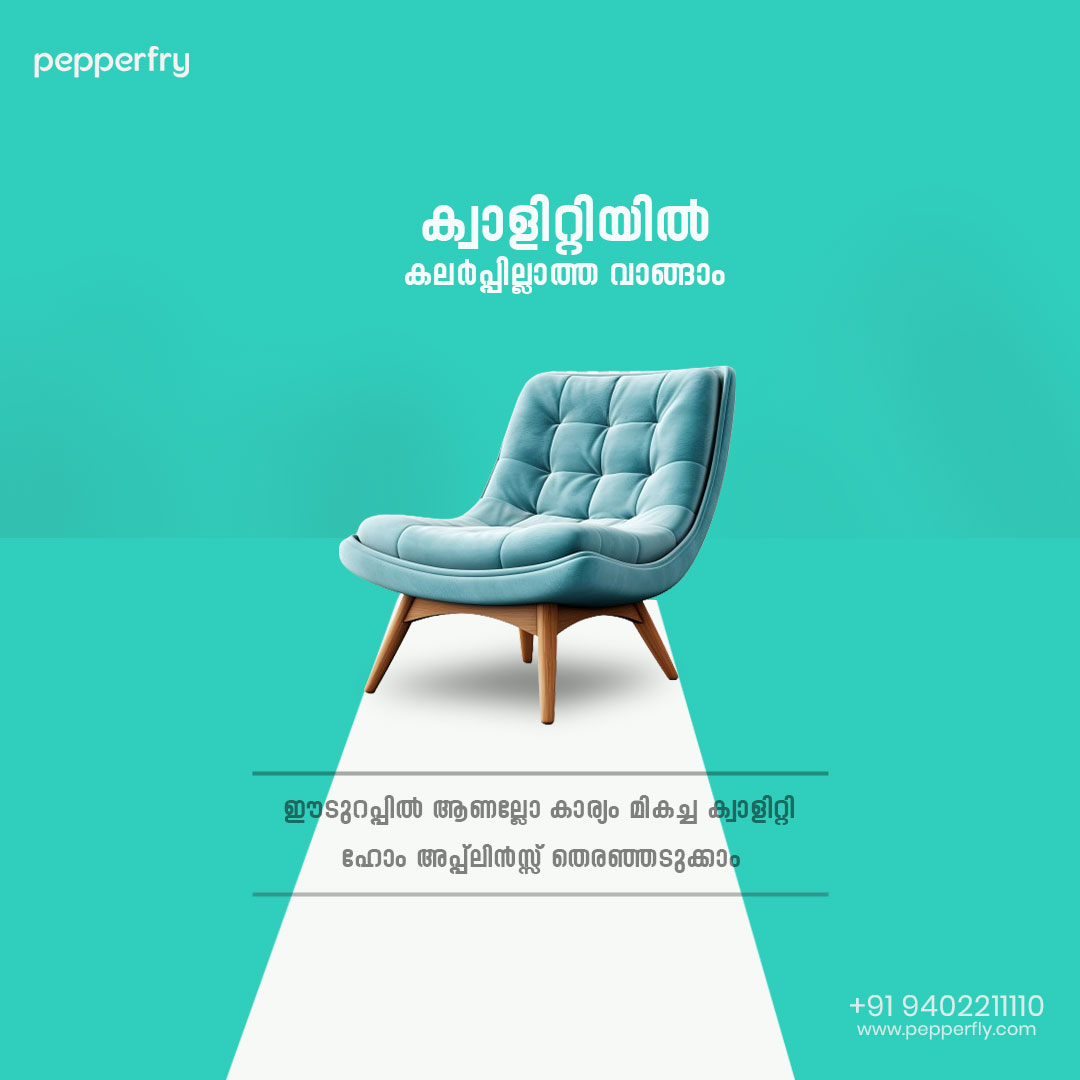 pepperfry
ക്വാളിറ്റിയിൽ
കലർപ്പില്ലാത്ത വാങ്ങാം
ഈടുറപ്പിൽ ആണല്ലോ കാര്യം മികച്ച ക്വാളിറ്റി
ഹോം അപ്പ്ലിൻസ്സ് തെരഞ്ഞടുക്കാം
+91 9402211110
www.pepperfly.com